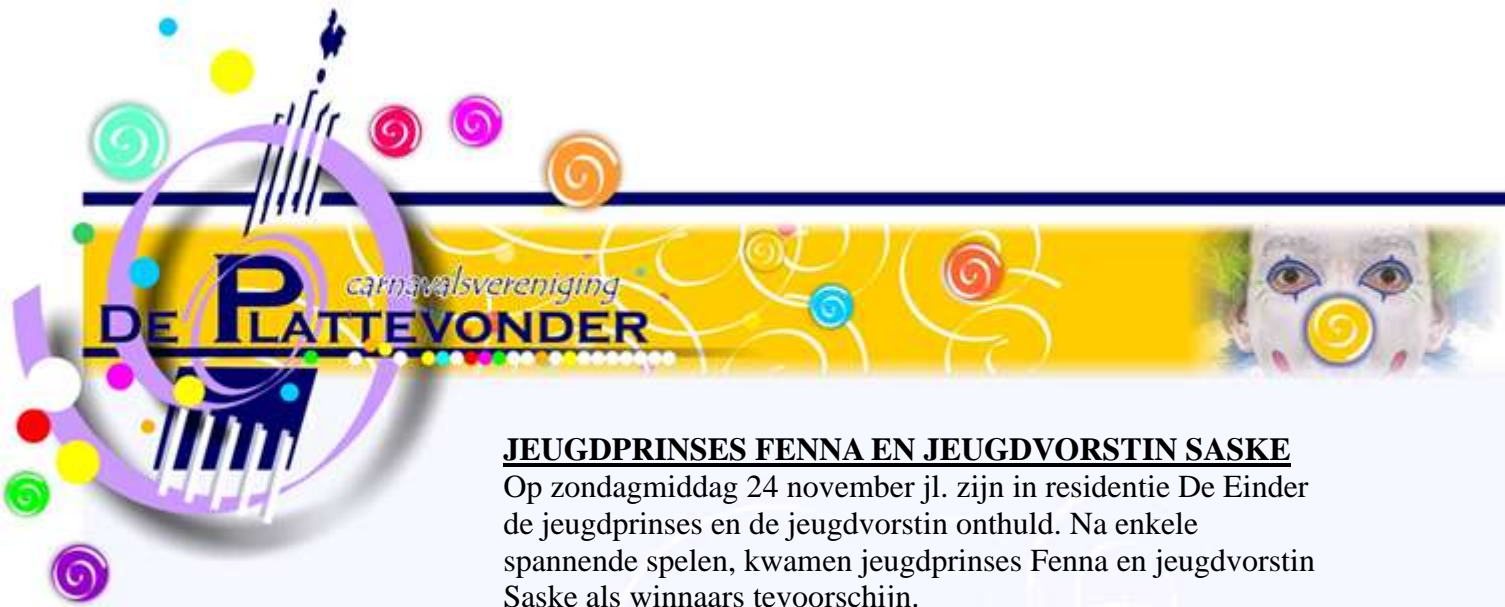 carnavalsvereniging
DE PLATTEVONDER
JEUGDPRINSES FENNA EN JEUGDVORSTIN SASKE
Op zondagmiddag 24 november jl. zijn in residentie De Einder
de jeugdprinses en de jeugdvorstin onthuld. Na enkele
spannende spelen, kwamen jeugdprinses Fenna en jeugdvorstin
Saske als winnaars tevoorschijn.